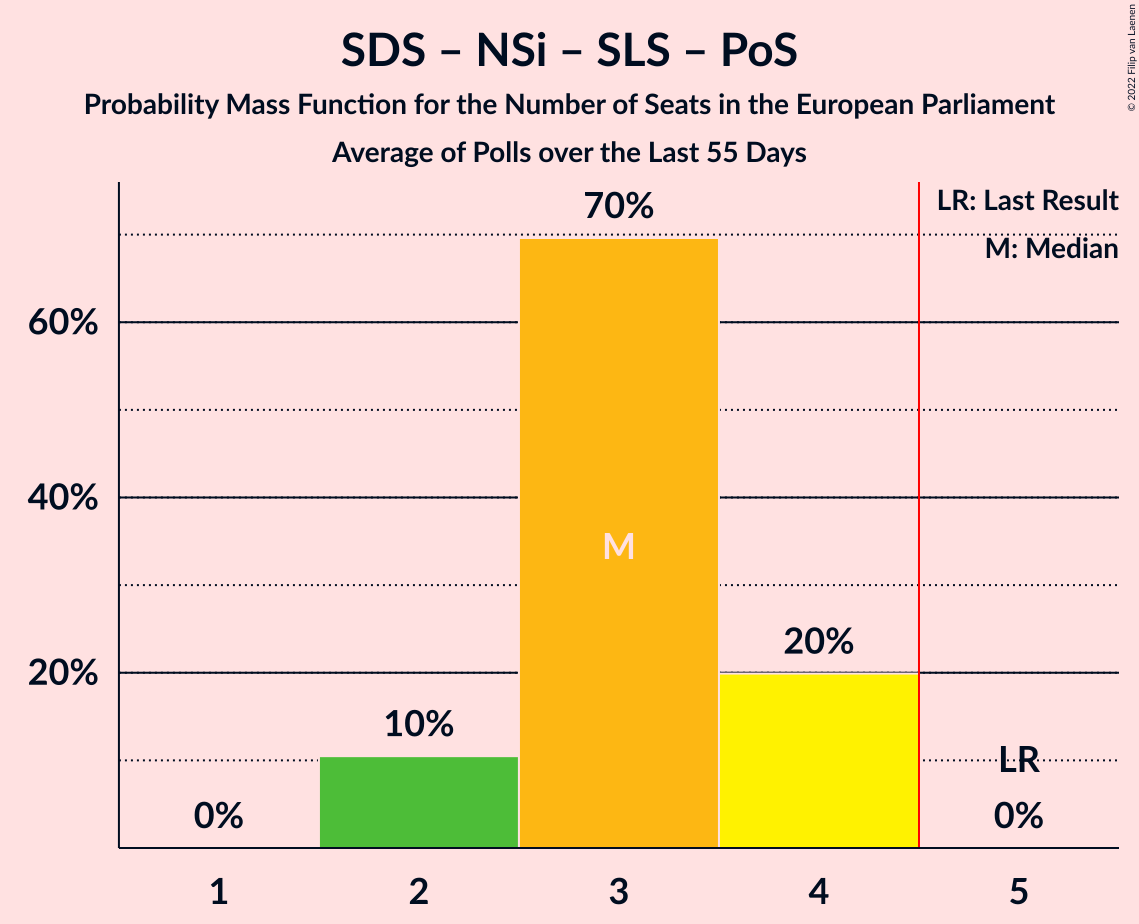 SDS – NSi – SLS – PoS
Probability Mass Function for the Number of Seats in the European Parliament
Average of Polls over the Last 55 Days
© 2022 Filip van Laenen
LR: Last Result
M: Median
70%
60%
40%
M
20%
20%
10%
LR
0%
0%
1 2 3 4 5